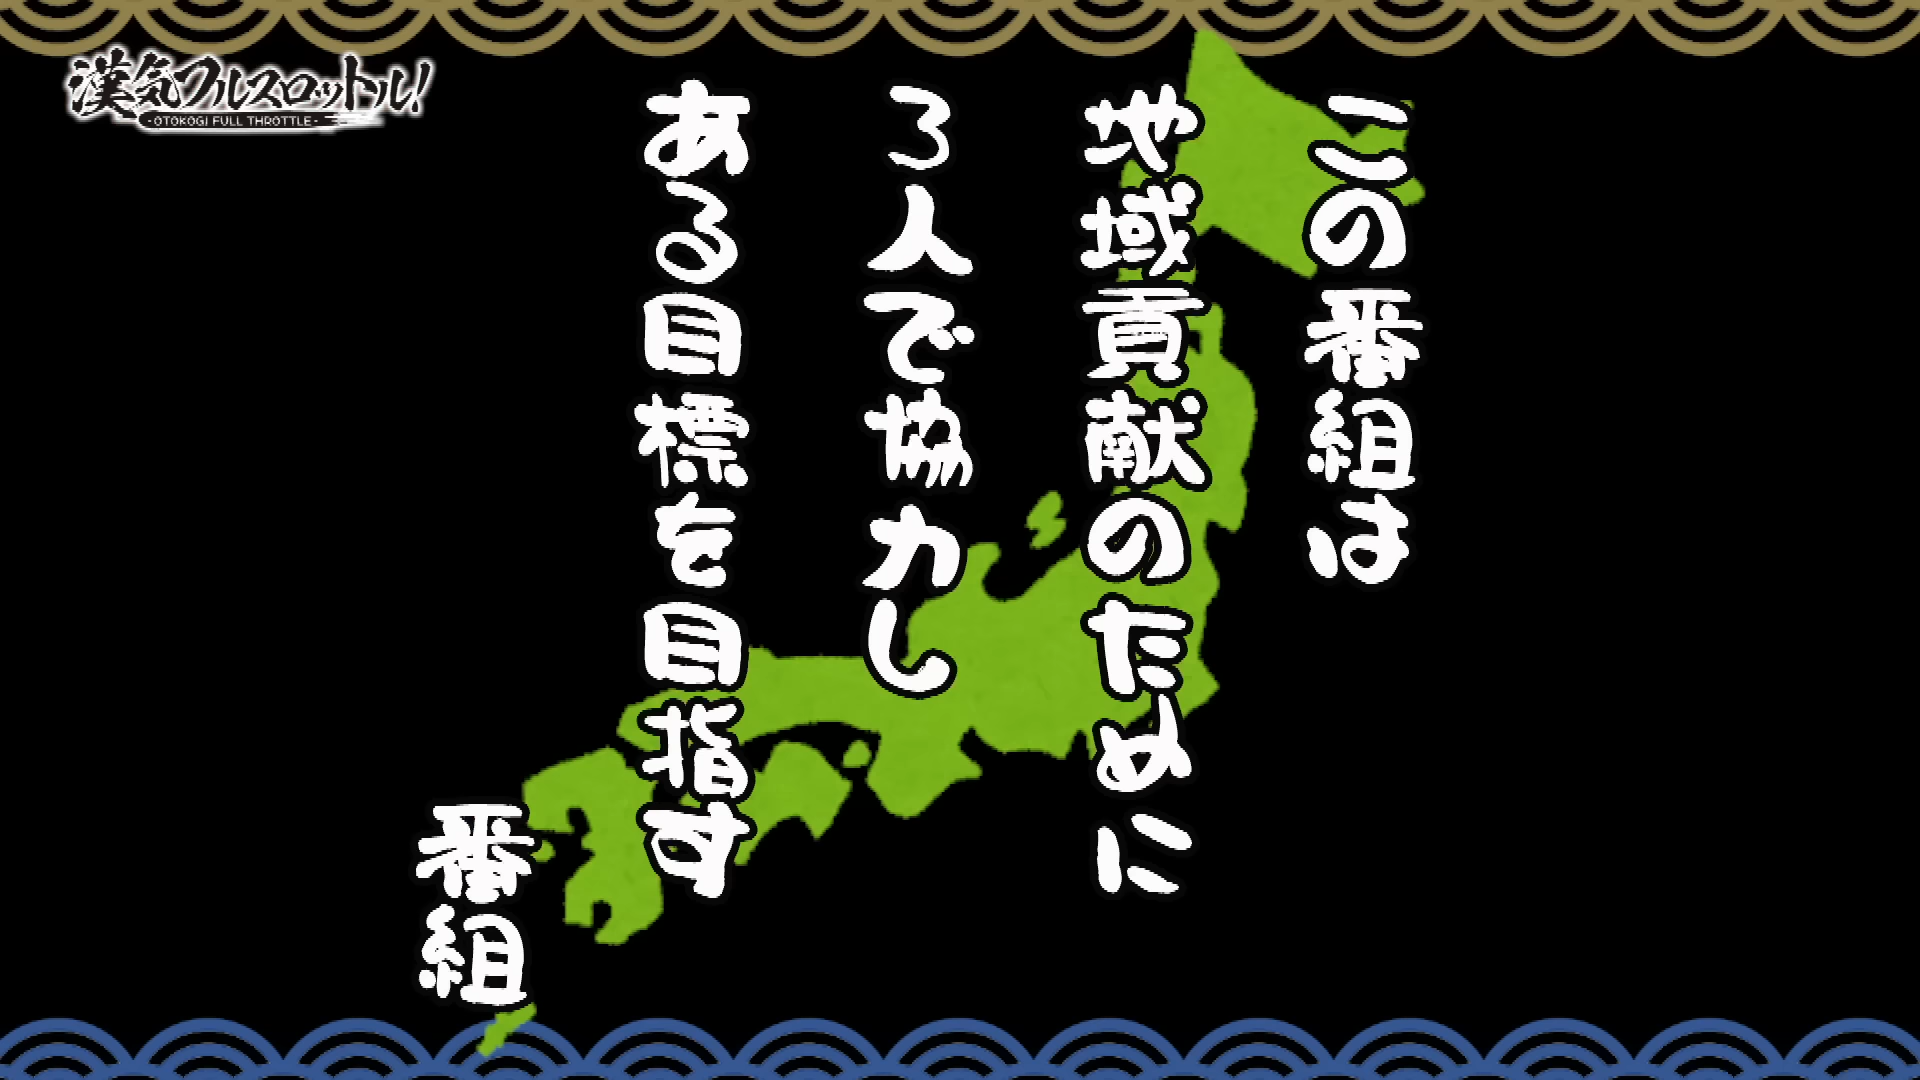 漢気フルスロットル!
-OTOKOGI FULL THROTTLE-
この番組は
地域貢献のために
3人で協力し
ある目標を目指す
番組